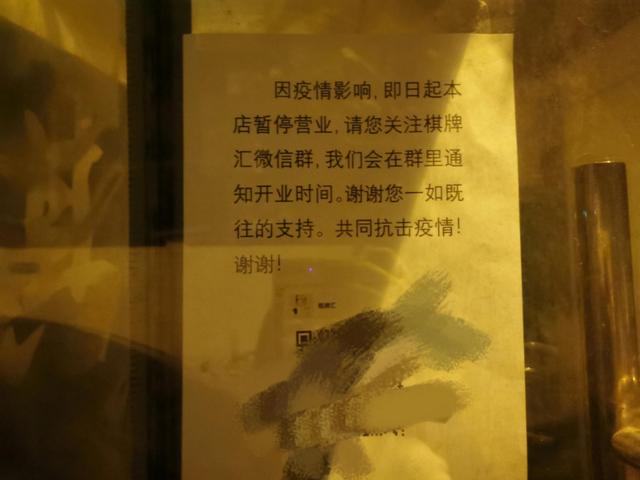 因疫情影响,即日起本
店暂停营业,请您关注棋牌
汇微信群,我们会在群里通
知开业时间。谢谢您一如既
往的支持。共同抗击疫情!
谢谢!